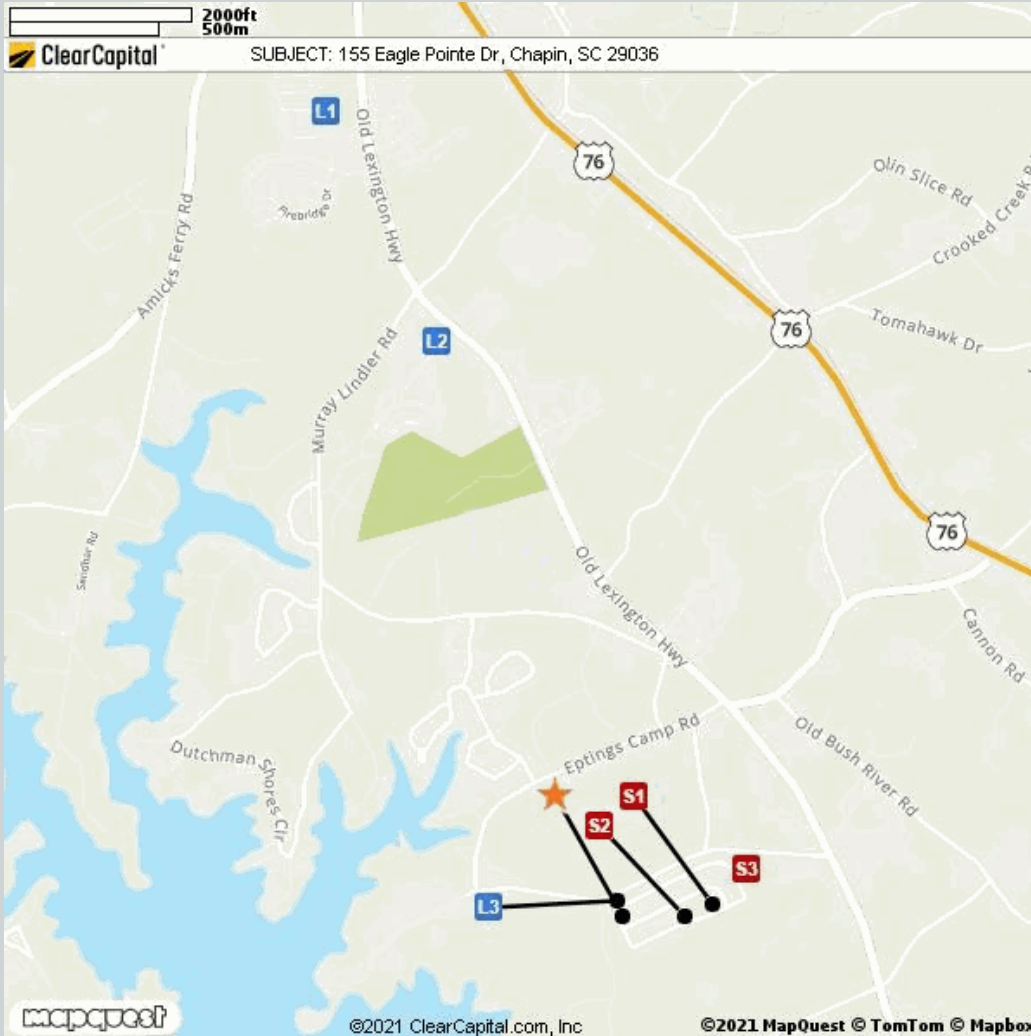 2000ft
500m
ClearCapital SUBJECT: 155 Eagle Pointe Dr, Chapin, SC 29036
L1
Old Lexington Hwy
76
Olin Slice Rd
Firebridge Dr
Crooked Creek R
Amicks Ferry Rd
Tomahawk Dr
L2
76
Murray Lindler Rd
76
Sandbar Rd
Old Lexington Hwy
Cannon Rd
Eptings Camp Rd
Old Bush River Rd
Dutchman Shores Cir
S1
S2
S3
L3
mapquest
©2021 ClearCapital.com, Inc
©2021 MapQuest © TomTom © Mapbox